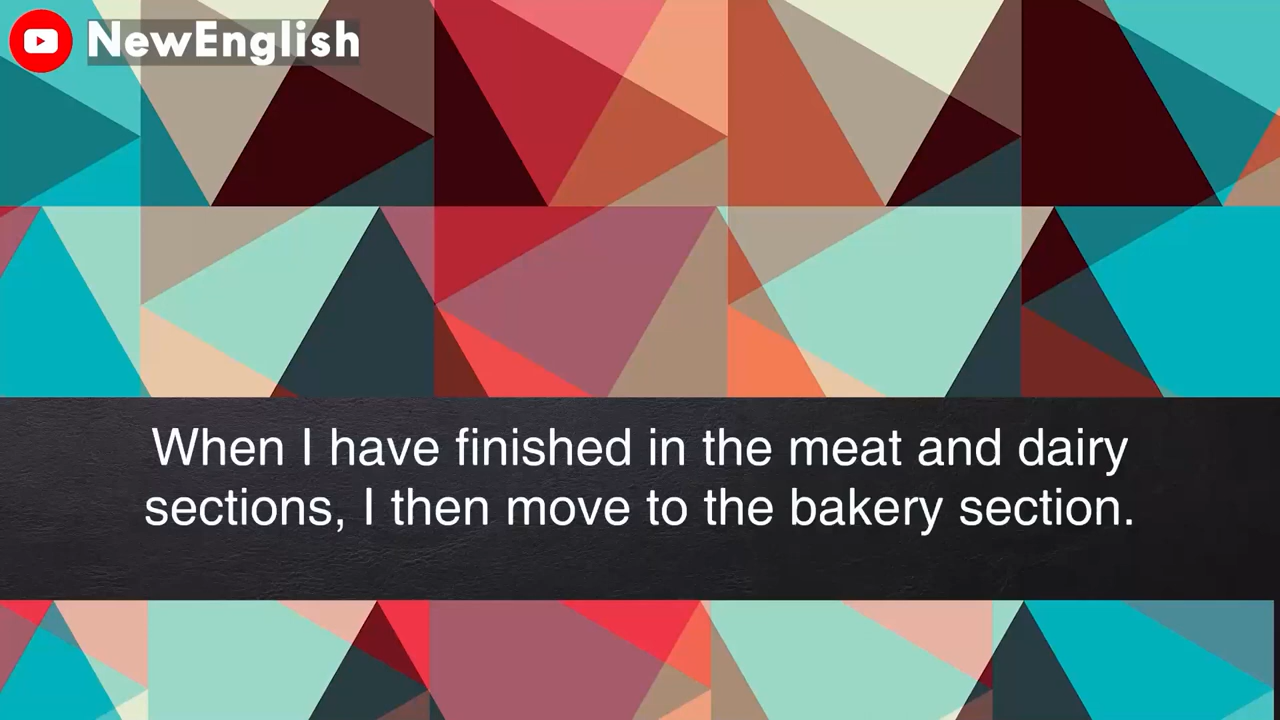 NewEnglish
When I have finished in the meat and dairy
sections, I then move to the bakery section.